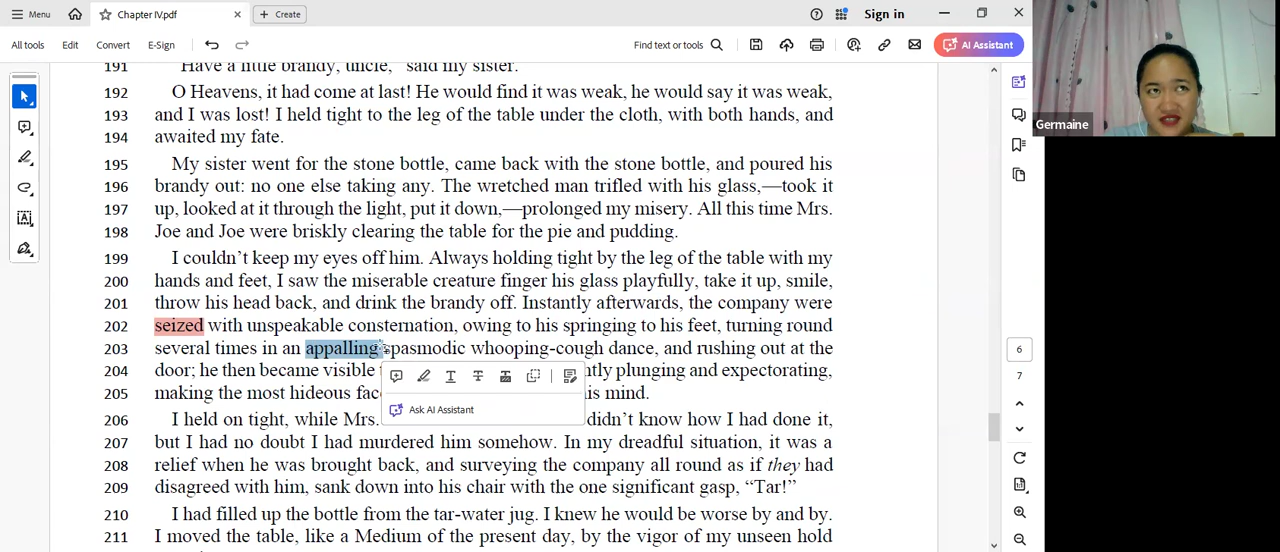 Menu
Chapter IV.pdf
Create
Sign in
All tools
Edit
Convert
E-Sign
Find text or tools
AI Assistant
191 "Have a little brandy, uncle," said my sister.
192 O Heavens, it had come at last! He would find it was weak, he would say it was weak,
193 and I was lost! I held tight to the leg of the table under the cloth, with both hands, and
194 awaited my fate.
195 My sister went for the stone bottle, came back with the stone bottle, and poured his
196 brandy out: no one else taking any. The wretched man trifled with his glass,—took it
197 up, looked at it through the light, put it down,—prolonged my misery. All this time Mrs.
198 Joe and Joe were briskly clearing the table for the pie and pudding.
199 I couldn't keep my eyes off him. Always holding tight by the leg of the table with my
200 hands and feet, I saw the miserable creature finger his glass playfully, take it up, smile,
201 throw his head back, and drink the brandy off. Instantly afterwards, the company were
202 seized with unspeakable consternation, owing to his springing to his feet, turning round
203 several times in an appalling spasmodic whooping-cough dance, and rushing out at the
204 door; he then became visible plunging and expectorating,
205 making the most hideous his mind.
Ask AI Assistant
206 I held on tight, while Mrs. didn't know how I had done it,
207 but I had no doubt I had murdered him somehow. In my dreadful situation, it was a
208 relief when he was brought back, and surveying the company all round as if they had
209 disagreed with him, sank down into his chair with the one significant gasp, "Tar!"
210 I had filled up the bottle from the tar-water jug. I knew he would be worse by and by.
211 I moved the table, like a Medium of the present day, by the vigor of my unseen hold
6
7
Germaine